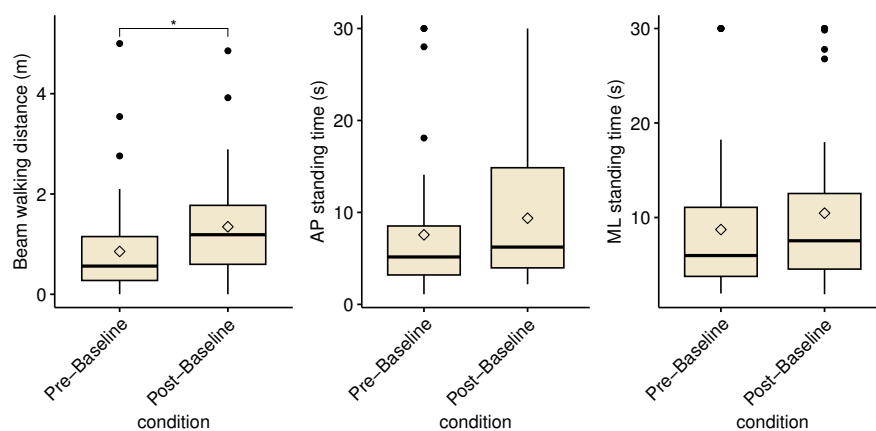 *
Beam walking distance (m)
4
2
0
Pre−Baseline
Post−Baseline
condition
AP standing time (s)
30
20
10
0
Pre−Baseline
Post−Baseline
condition
ML standing time (s)
30
20
10
Pre−Baseline
Post−Baseline
condition